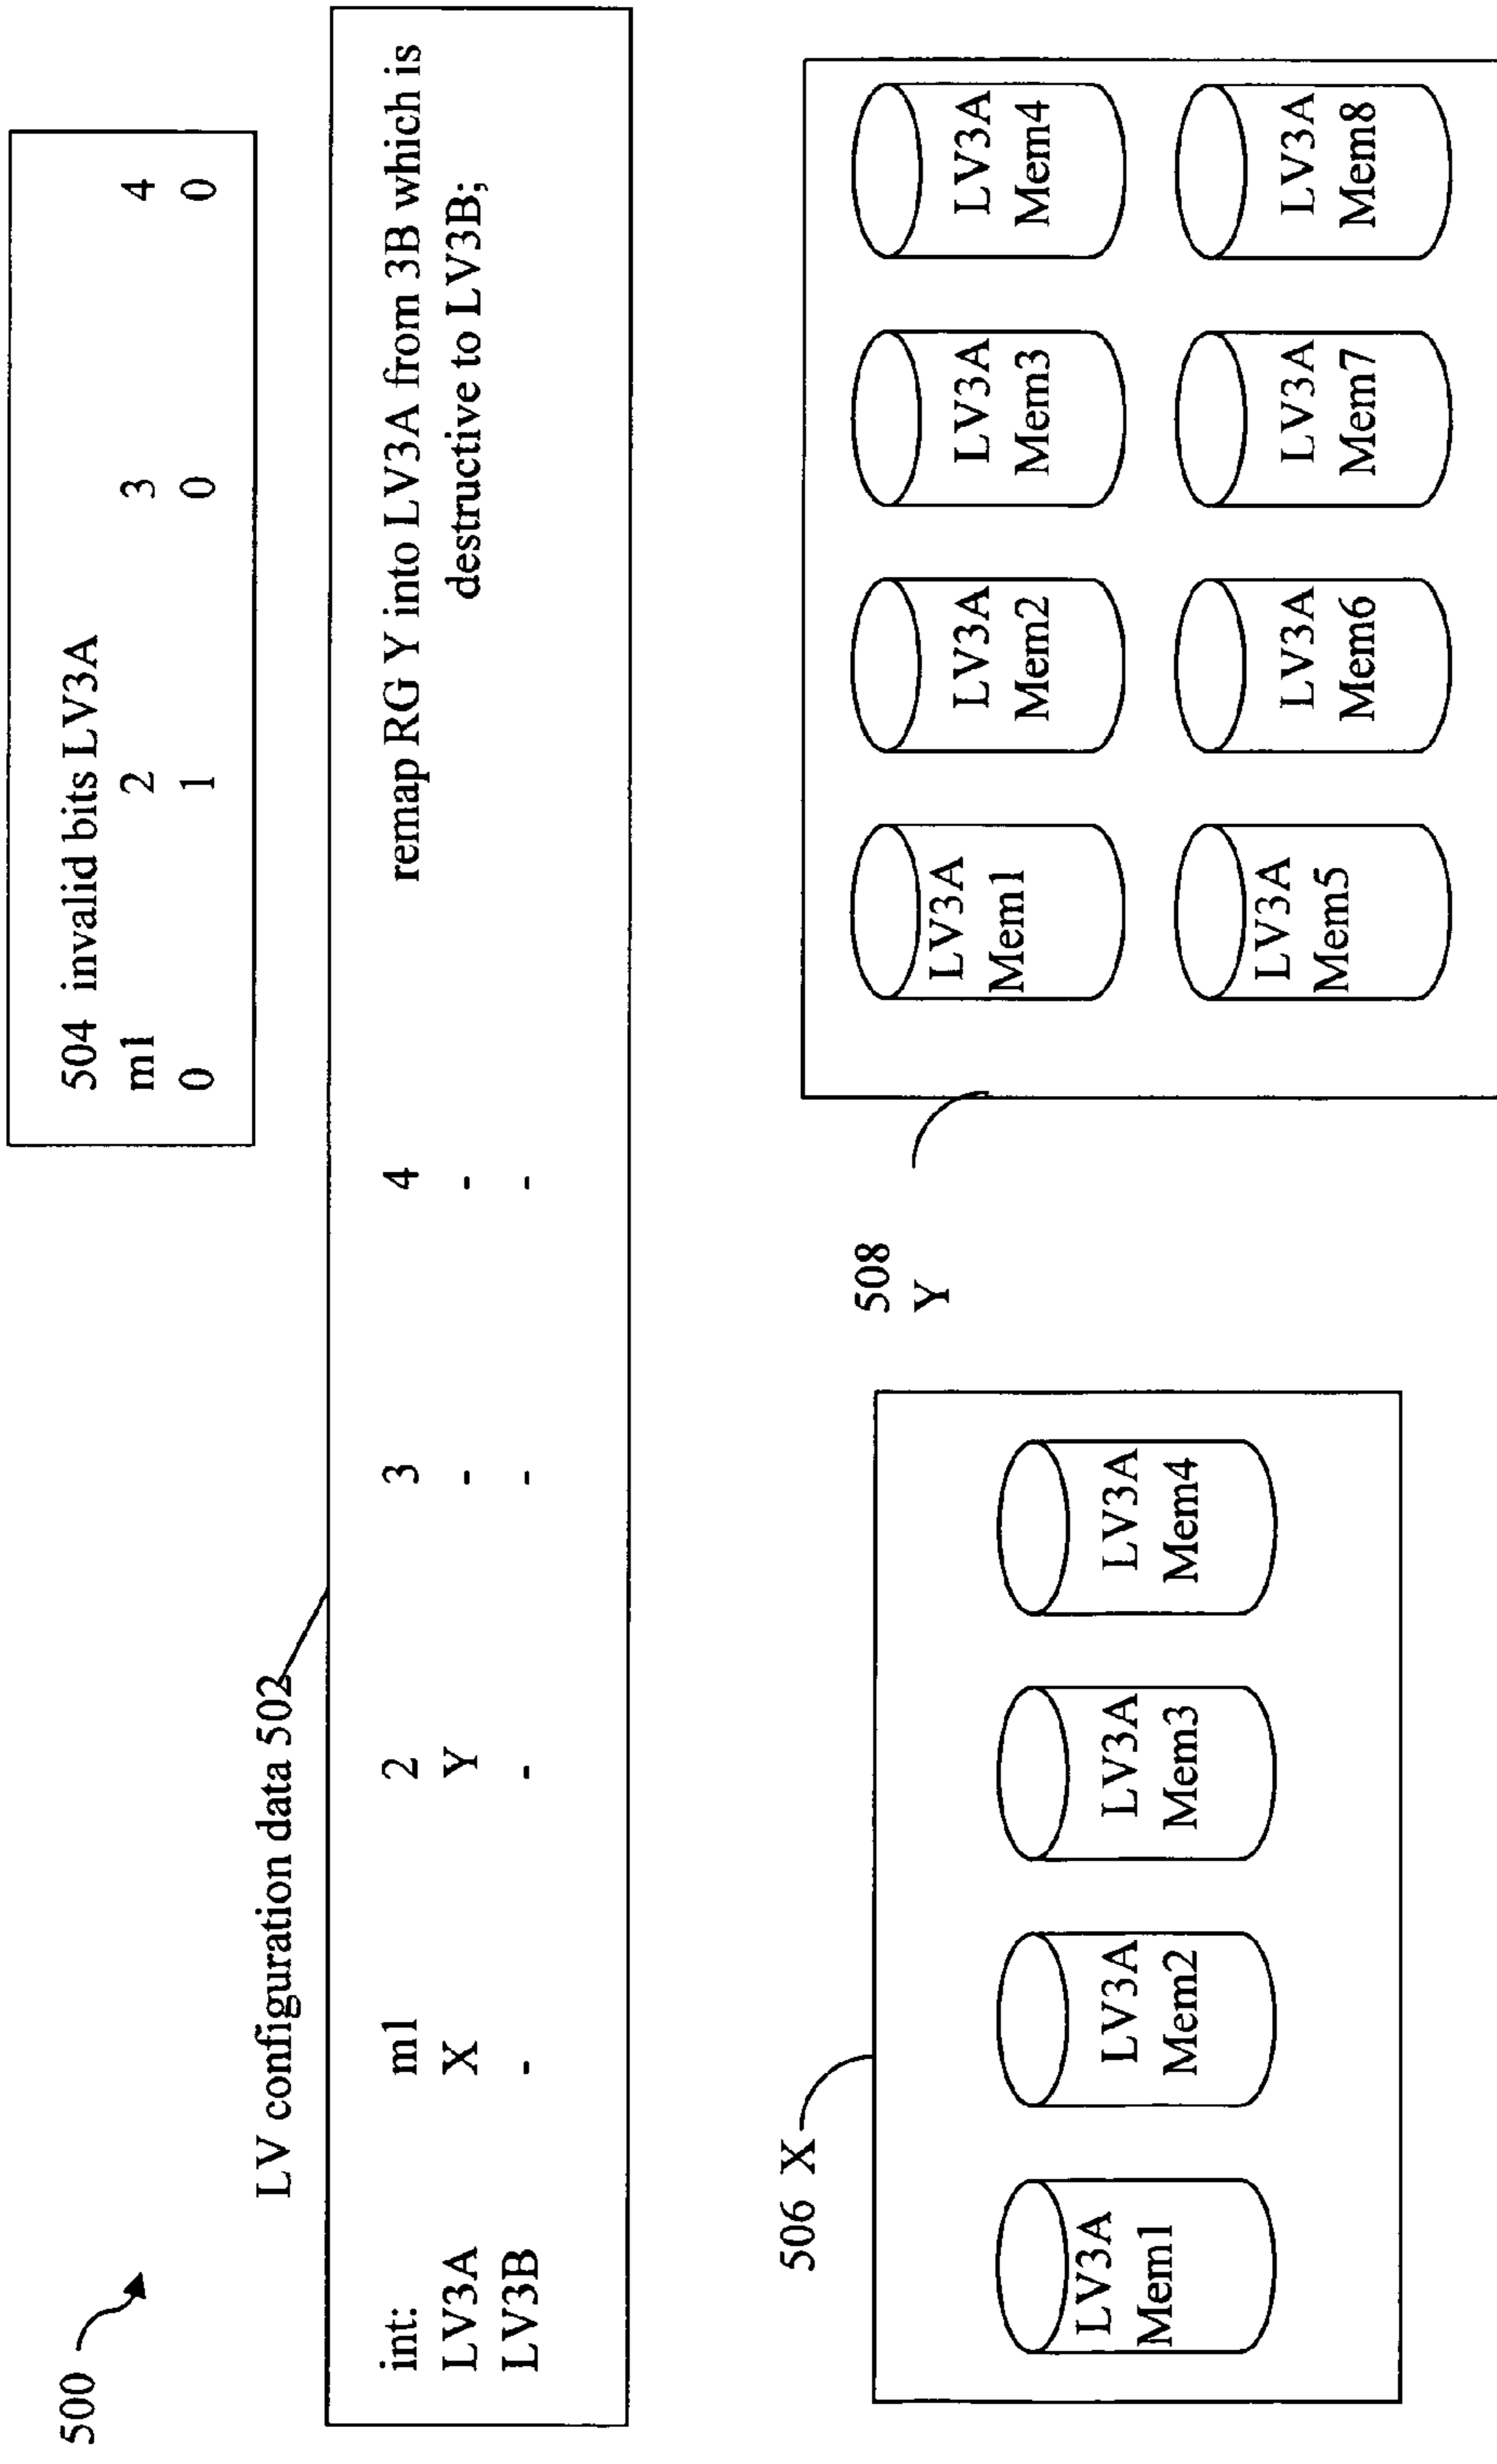 500
504 invalid bits LV3A
m1 2 3 4
0 1 0 0
LV configuration data 502
int: m1 2 3 4 remap RG Y into LV3A from 3B which is
LV3A X Y - - destructive to LV3B;
LV3B - - - -
506 X
LV3A
Mem1
LV3A
Mem2
LV3A
Mem3
LV3A
Mem4
508
Y
LV3A
Mem1
LV3A
Mem2
LV3A
Mem3
LV3A
Mem4
LV3A
Mem5
LV3A
Mem6
LV3A
Mem7
LV3A
Mem8